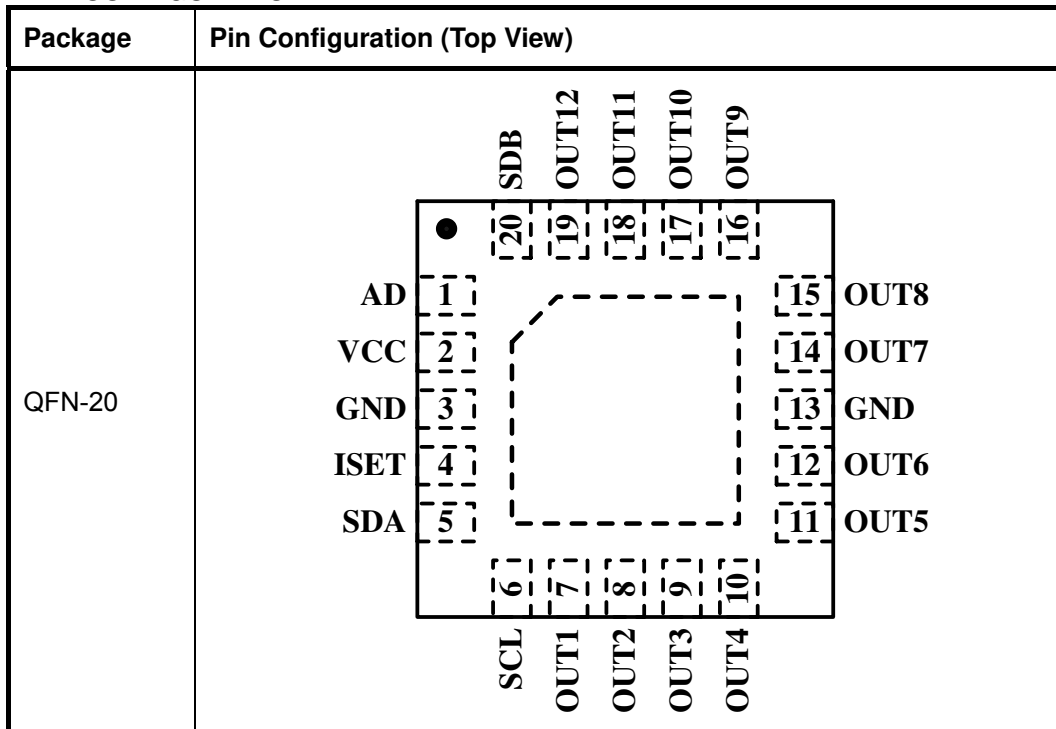 Package
Pin Configuration (Top View)
QFN-20
SDB
OUT12
OUT11
OUT10
OUT9
20
19
18
17
16
AD 1
VCC 2
GND 3
ISET 4
SDA 5
15 OUT8
14 OUT7
13 GND
12 OUT6
11 OUT5
6
7
8
9
10
SCL
OUT1
OUT2
OUT3
OUT4